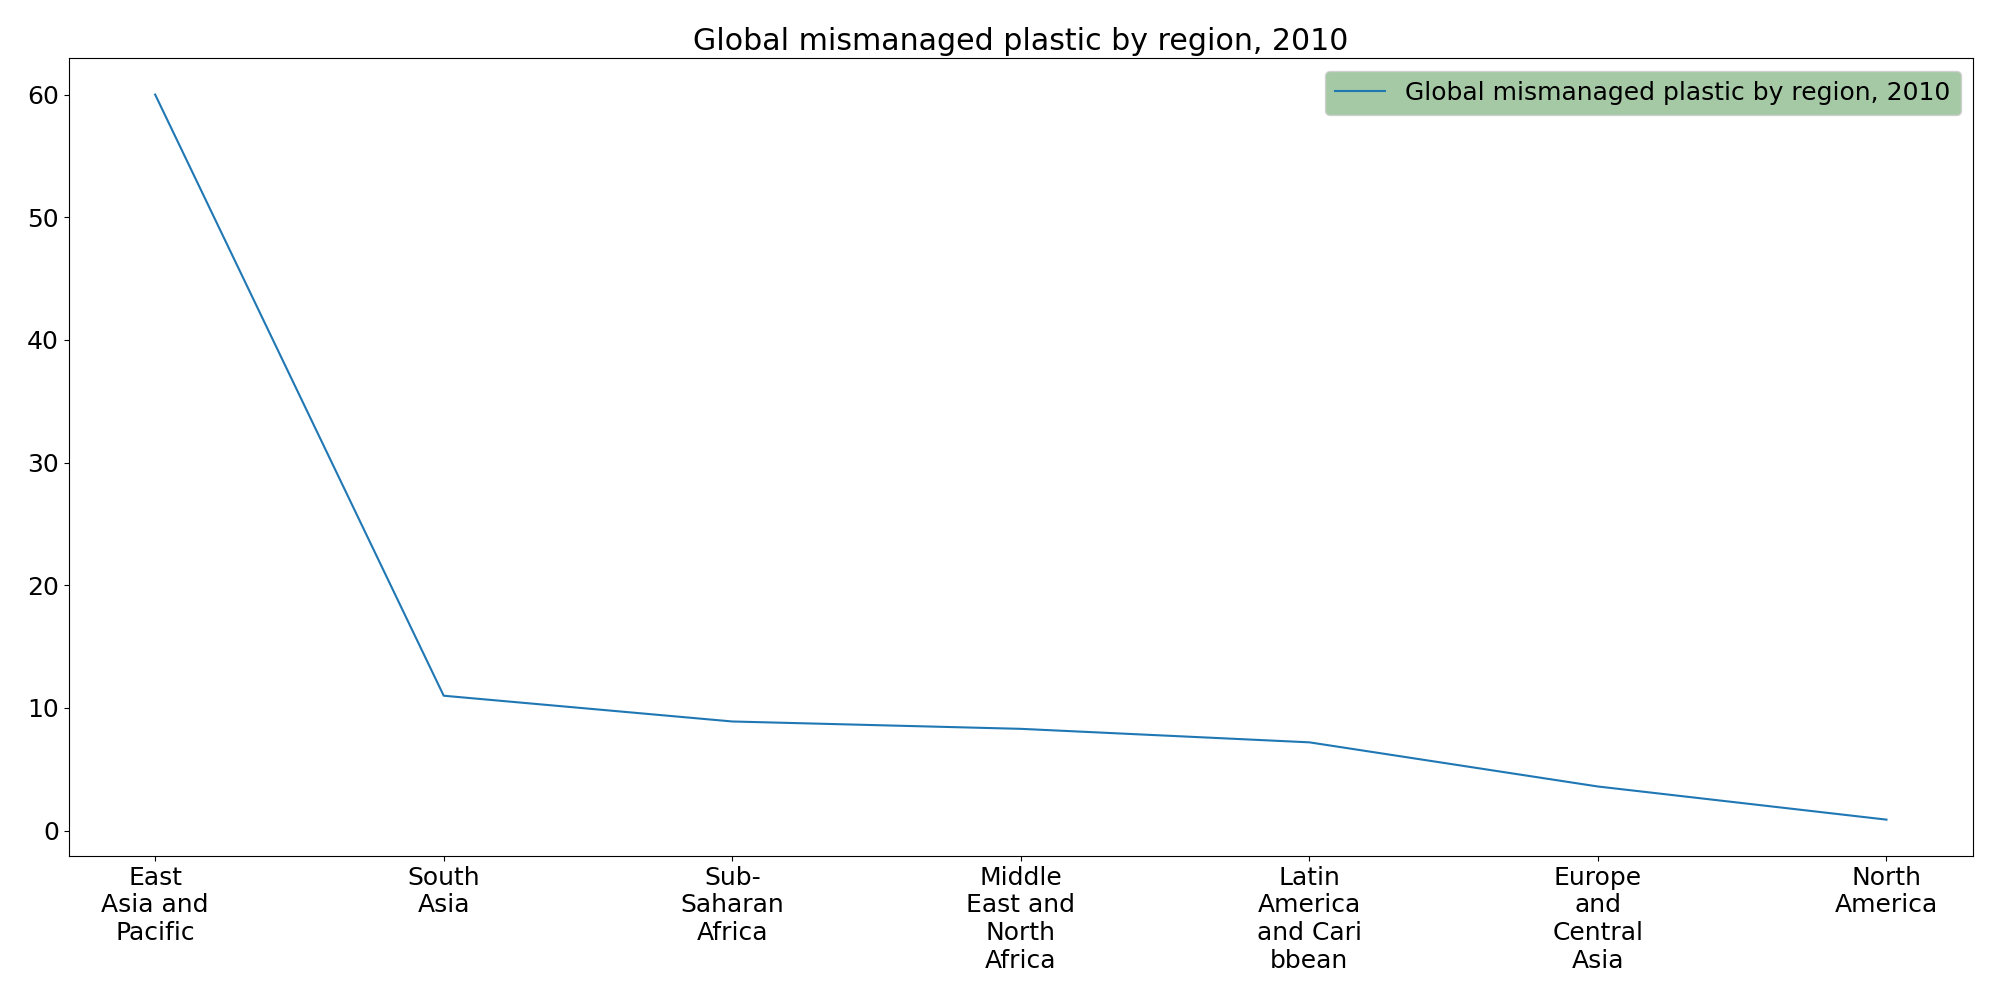 Global mismanaged plastic by region, 2010
Global mismanaged plastic by region, 2010
60
50
40
30
20
10
0
East
Asia and
Pacific
South
Asia
Sub-
Saharan
Africa
Middle
East and
North
Africa
Latin
America
and Cari
bbean
Europe
and
Central
Asia
North
America